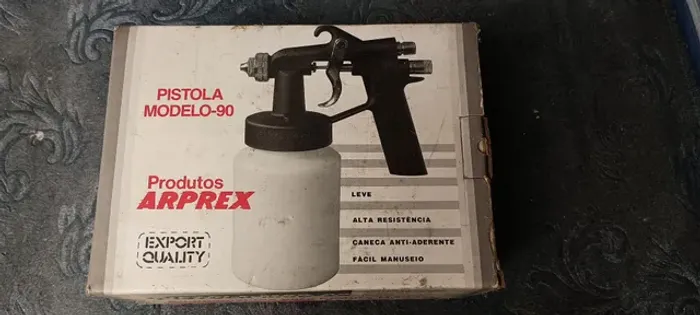 PISTOLA
MODELO-90
Produtos
ARPREX
EXPORT
QUALITY
LEVE
ALTA RESISTÊNCIA
CANECA ANTI-ADERENTE
FÁCIL MANUSEIO